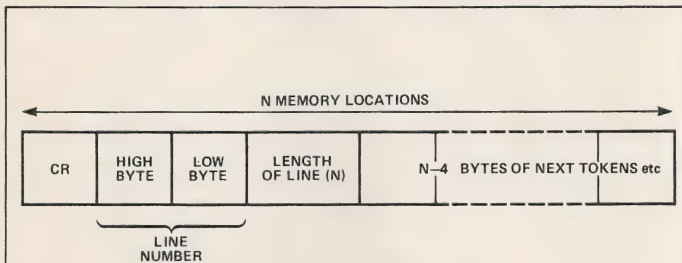 N MEMORY LOCATIONS
CR
HIGH BYTE
LOW BYTE
LENGTH OF LINE (N)
N–4 BYTES OF NEXT TOKENS etc
LINE NUMBER